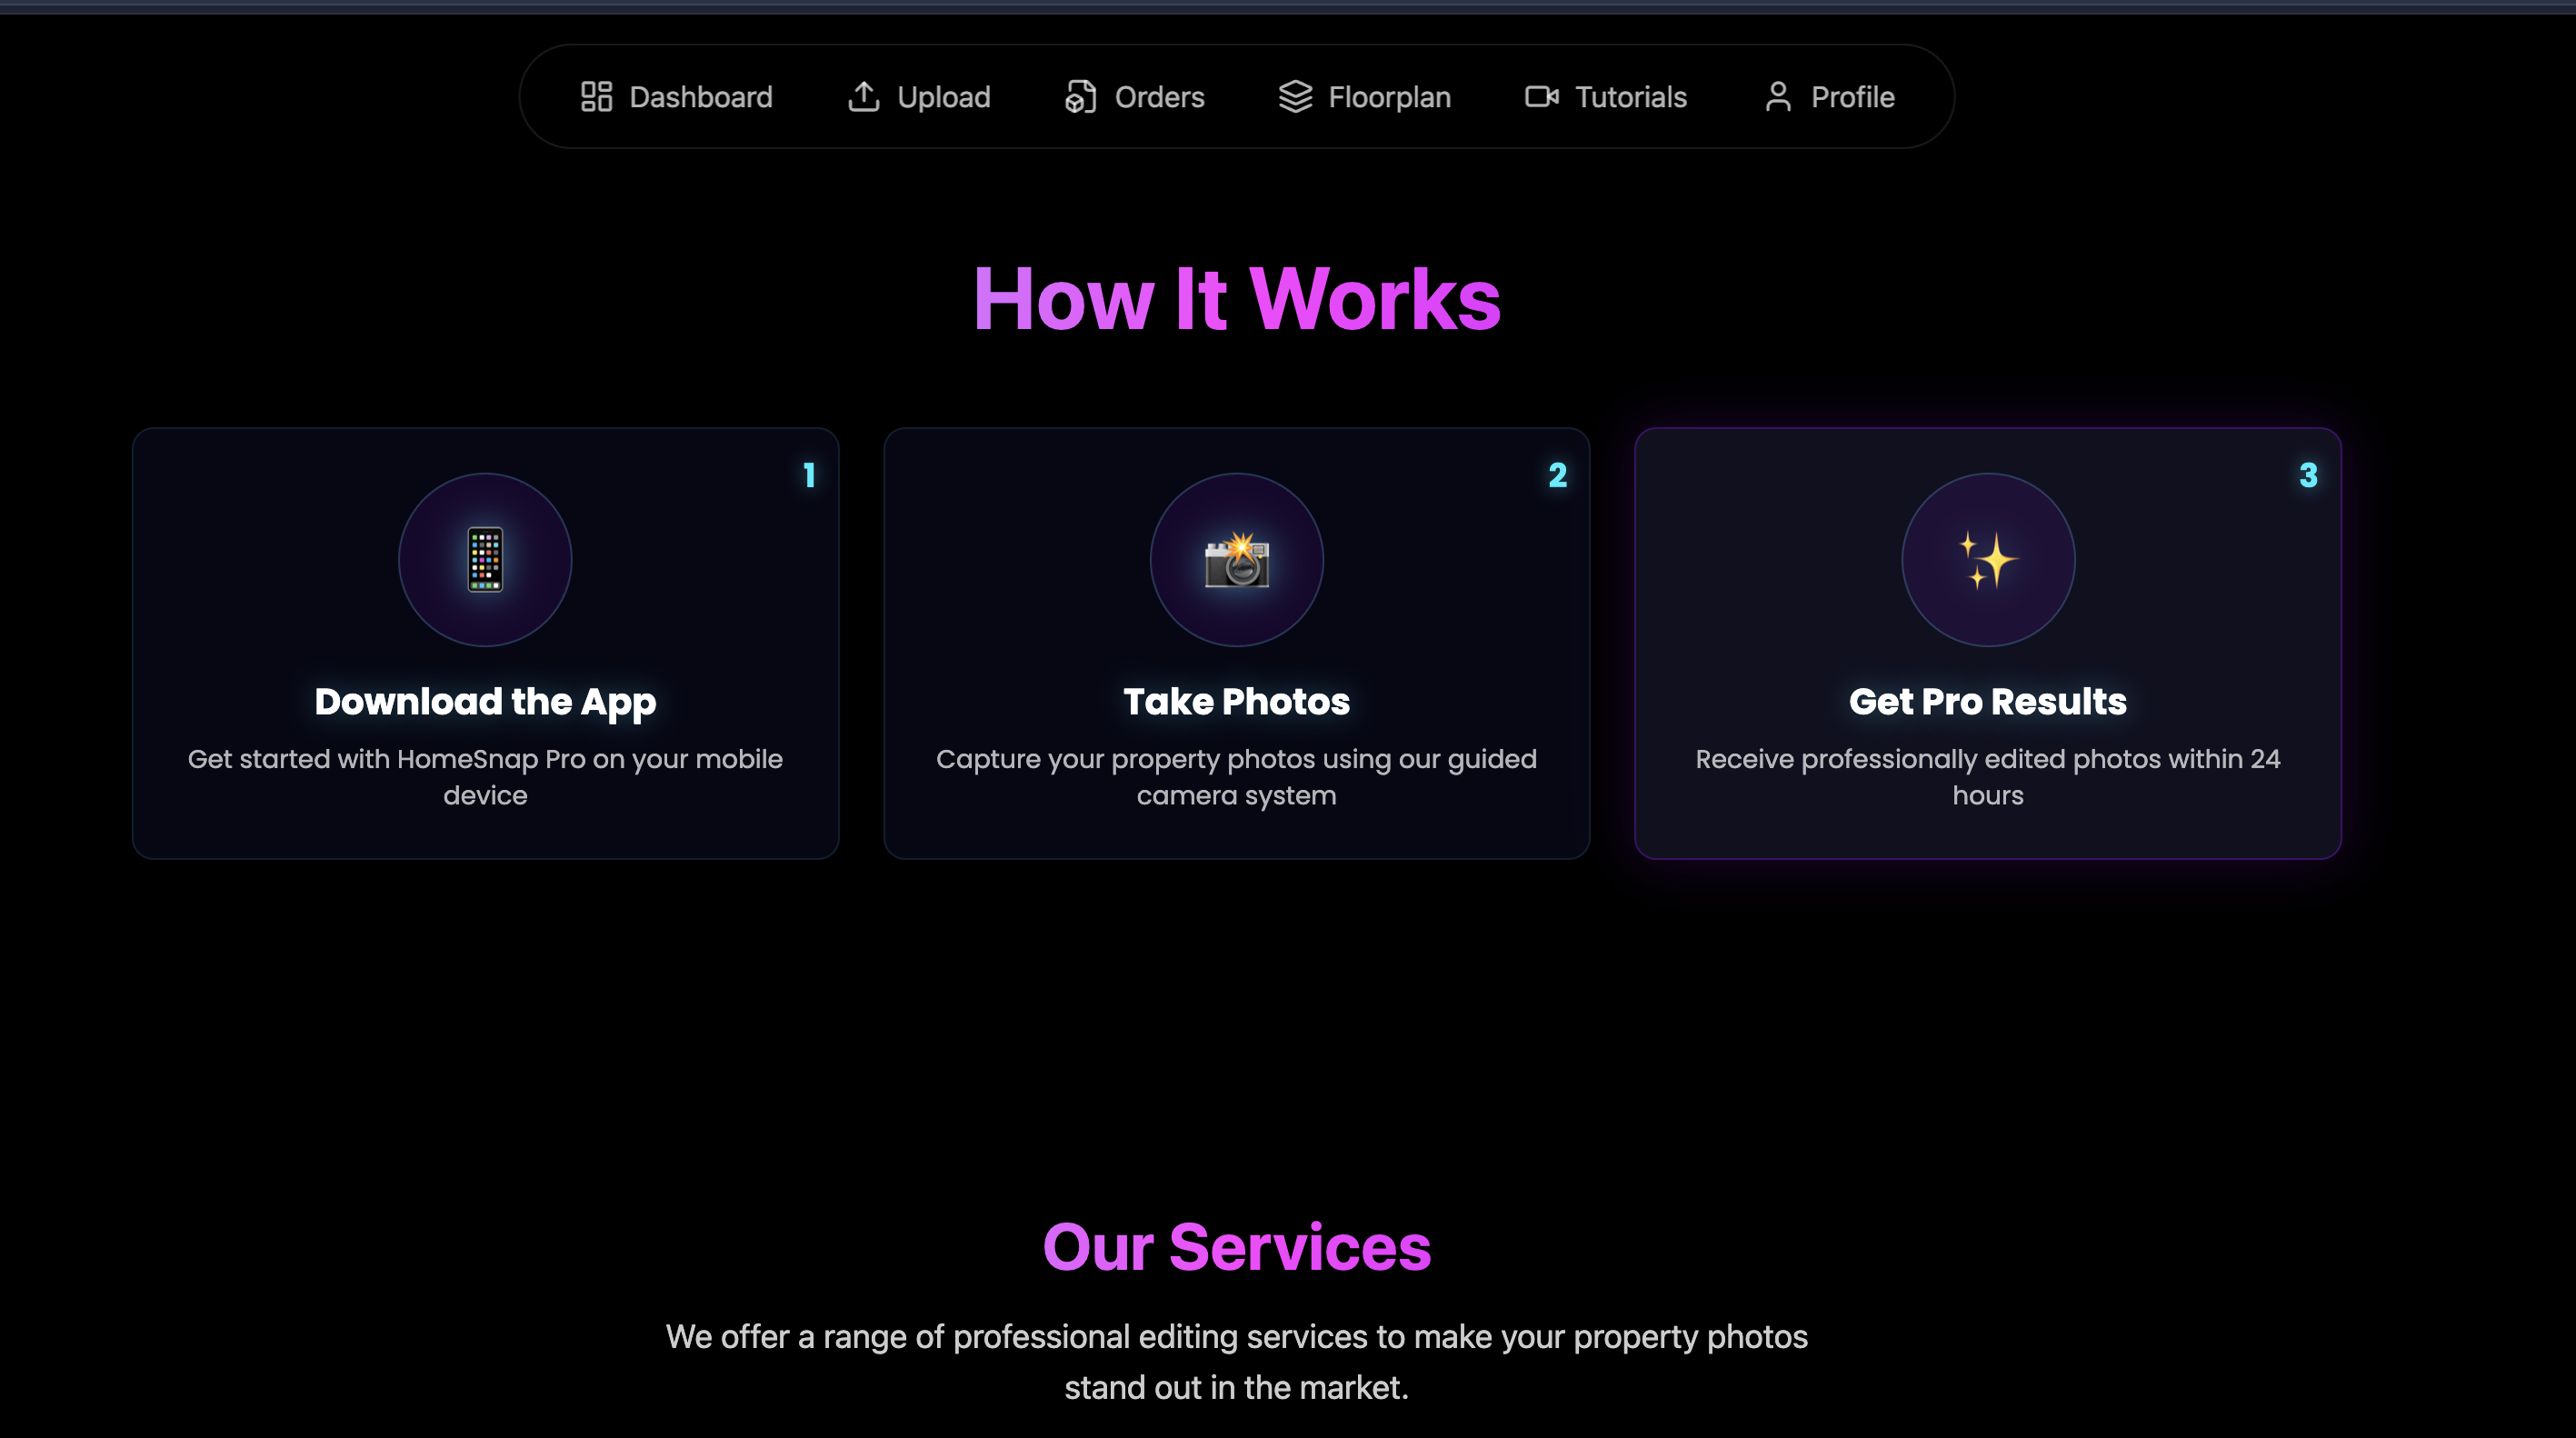 Dashboard Upload Orders Floorplan Tutorials Profile
How It Works
1
Download the App
Get started with HomeSnap Pro on your mobile
device
2
Take Photos
Capture your property photos using our guided
camera system
3
Get Pro Results
Receive professionally edited photos within 24
hours
Our Services
We offer a range of professional editing services to make your property photos
stand out in the market.